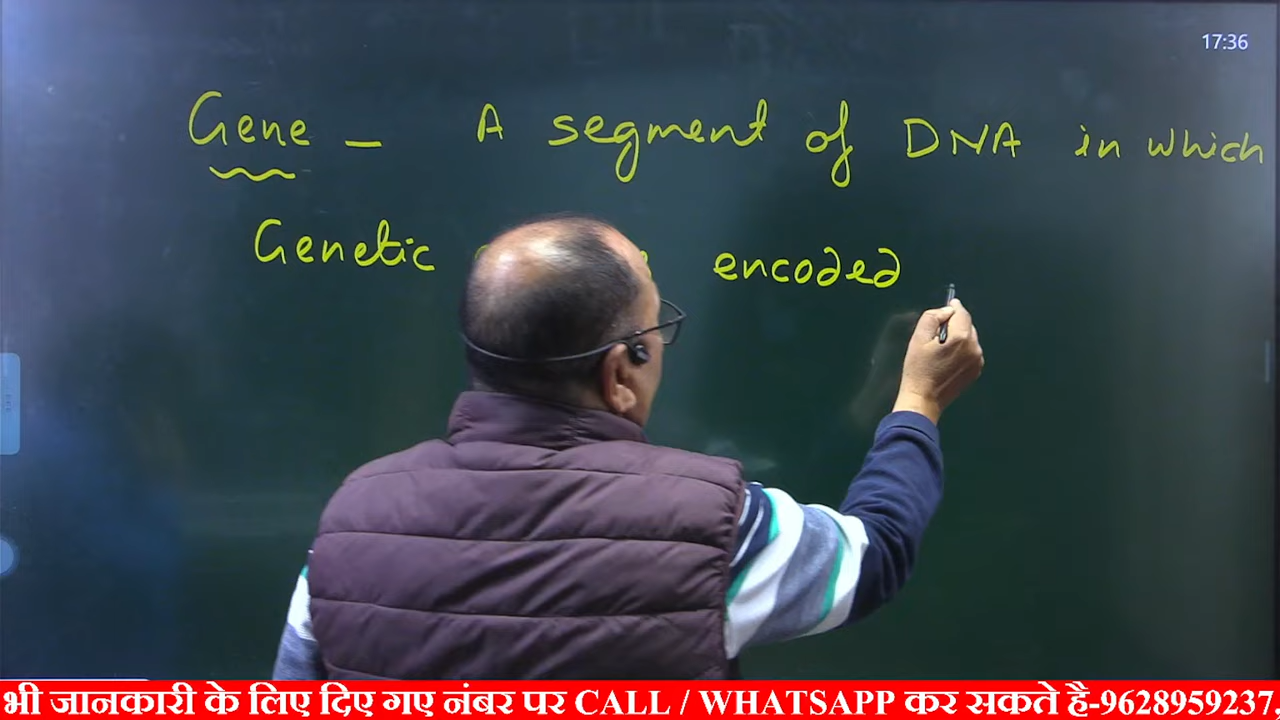 17:36
Gene - A segment of DNA in which
Genetic encoded
भी जानकारी के लिए दिए गए नंबर पर CALL / WHATSAPP कर सकते है-9628959237.